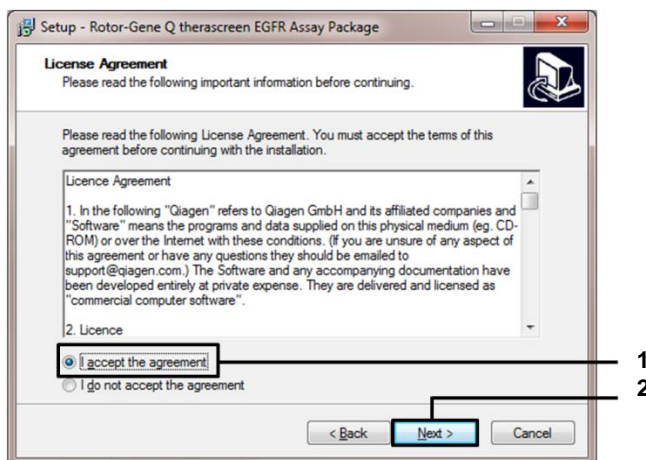 Setup - Rotor-Gene Q therascreen EGFR Assay Package
License Agreement
Please read the following important information before continuing.
Please read the following License Agreement. You must accept the terms of this
agreement before continuing with the installation.
Licence Agreement
1. In the following "Qiagen" refers to Qiagen GmbH and its affiliated companies and
"Software" means the programs and data supplied on this physical medium (eg. CD-
ROM) or over the Internet with these conditions. (If you are unsure of any aspect of
this agreement or have any questions they should be emailed to
support@qiagen.com.) The Software and any accompanying documentation have
been developed entirely at private expense. They are delivered and licensed as
"commercial computer software".
2. Licence
I accept the agreement
1
I do not accept the agreement
2
< Back
Next >
Cancel